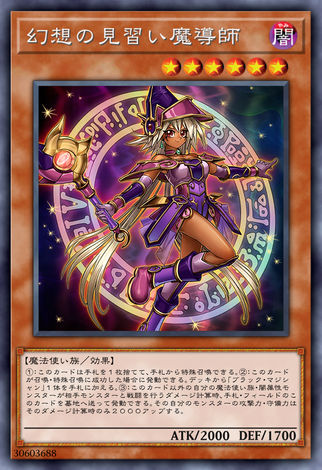 幻想の見習い魔導師
闇
【魔法使い族／効果】
①：このカードは手札を１枚捨てて、手札から特殊召喚できる。②：このカード
が召喚・特殊召喚に成功した場合に発動できる。デッキから「ブラック・マジシ
ャン」１体を手札に加える。③：このカード以外の自分の魔法使い族・闇属性モ
ンスターが相手モンスターと戦闘を行うダメージ計算時、手札・フィールドのこ
のカードを墓地へ送って発動できる。その自分のモンスターの攻撃力・守備力は
そのダメージ計算時のみ２０００アップする。
ATK/2000 DEF/1700
30603688